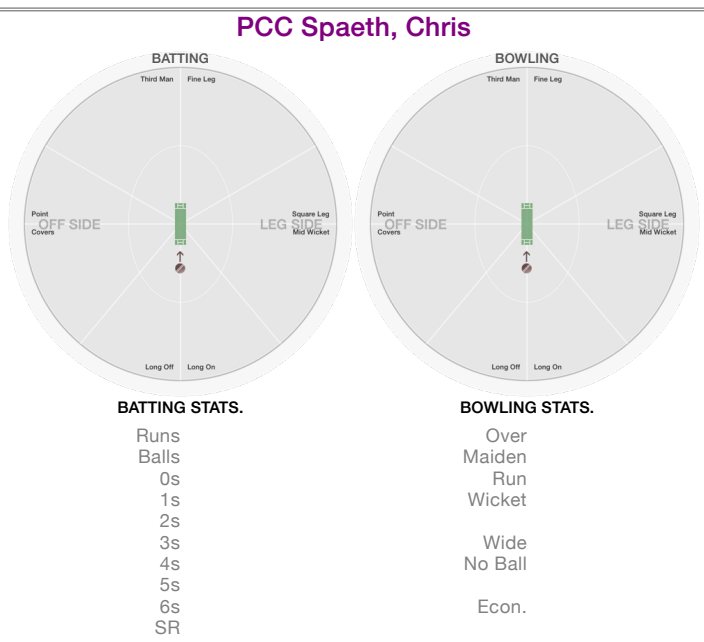 PCC Spaeth, Chris
BATTING
Third Man Fine Leg
Point
OFF SIDE
Covers
Square Leg
LEG SIDE
Mid Wicket
Long Off Long On
BOWLING
Third Man Fine Leg
Point
OFF SIDE
Covers
Square Leg
LEG SIDE
Mid Wicket
Long Off Long On
BATTING STATS.
Runs
Balls
0s
1s
2s
3s
4s
5s
6s
SR
BOWLING STATS.
Over
Maiden
Run
Wicket
Wide
No Ball
Econ.